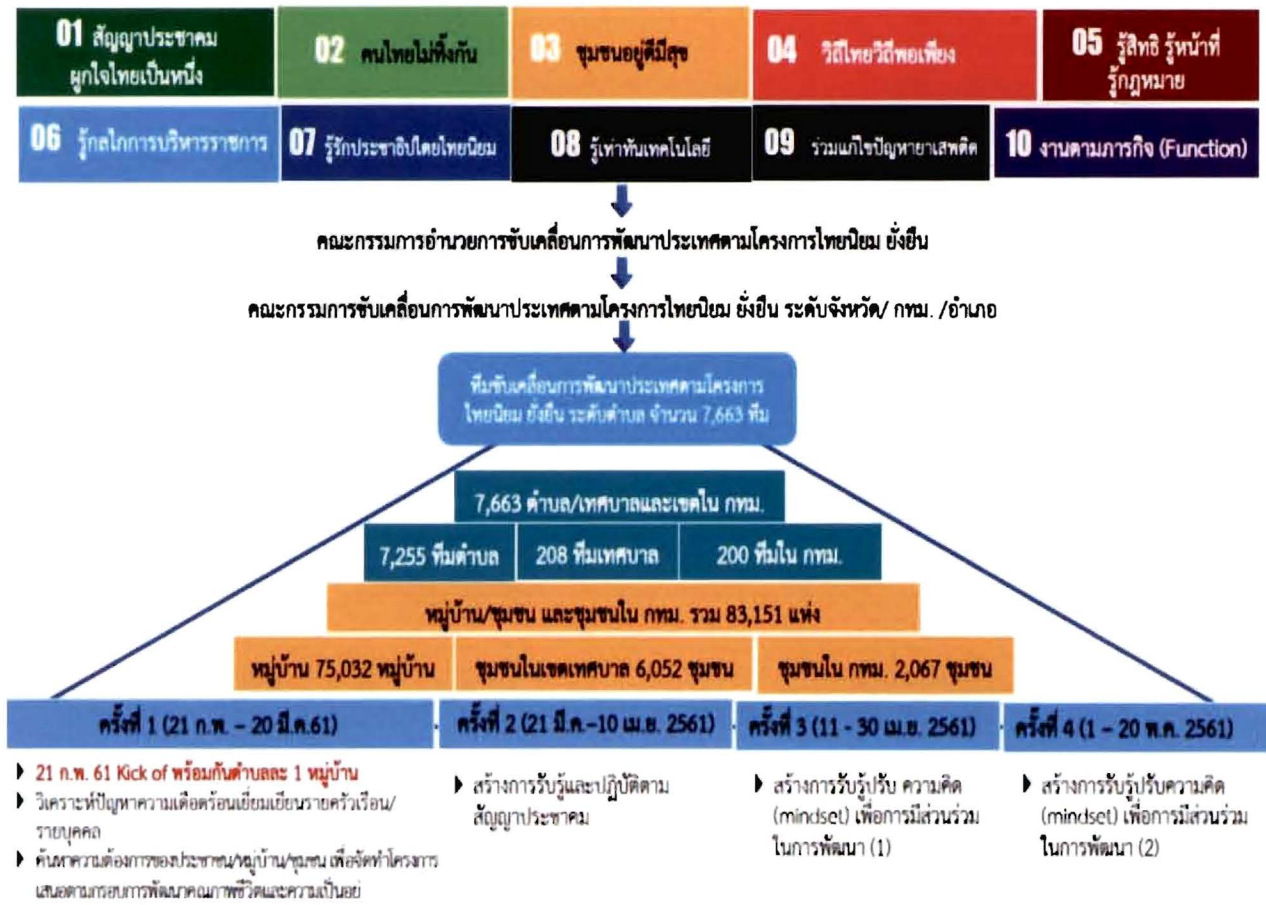 01 สัญญาประชาคม
ผูกใจไทยเป็นหนึ่ง
02 คนไทยไม่ทิ้งกัน
03 ชุมชนอยู่ดีมีสุข
04 วิถีไทยวิถีพอเพียง
05 รู้สิทธิ รู้หน้าที่
รู้กฎหมาย
06 รู้กลไกการบริหารราชการ
07 รู้รักประชาธิปไตยไทยนิยม
08 รู้เท่าทันเทคโนโลยี
09 ร่วมแก้ไขปัญหายาเสพติด
10 งานตามภารกิจ (Function)
คณะกรรมการอำนวยการขับเคลื่อนการพัฒนาประเทศตามโครงการไทยนิยม ยั่งยืน
คณะกรรมการขับเคลื่อนการพัฒนาประเทศตามโครงการไทยนิยม ยั่งยืน ระดับจังหวัด/ กทม. /อำเภอ
ทีมขับเคลื่อนการพัฒนาประเทศตามโครงการ
ไทยนิยม ยั่งยืน ระดับตำบล จำนวน 7,663 ทีม
7,663 ตำบล/เทศบาลและเขตใน กทม.
7,255 ทีมตำบล
208 ทีมเทศบาล
200 ทีมใน กทม.
หมู่บ้าน/ชุมชน และชุมชนใน กทม. รวม 83,151 แห่ง
หมู่บ้าน 75,032 หมู่บ้าน
ชุมชนในเขตเทศบาล 6,052 ชุมชน
ชุมชนใน กทม. 2,067 ชุมชน
ครั้งที่ 1 (21 ก.พ. – 20 มี.ค.61)
21 ก.พ. 61 Kick of พร้อมกันตำบลละ 1 หมู่บ้าน
วิเคราะห์ปัญหาความเดือดร้อนเยี่ยมเยียนรายครัวเรือน/
รายบุคคล
ค้นหาความต้องการของประชาชน/หมู่บ้าน/ชุมชน เพื่อจัดทำโครงการ
เสนอตามกรอบการพัฒนาคุณภาพชีวิตและความเป็นอยู่
ครั้งที่ 2 (21 มี.ค.–10 เม.ย. 2561)
สร้างการรับรู้และปฏิบัติตาม
สัญญาประชาคม
ครั้งที่ 3 (11 - 30 เม.ย. 2561)
สร้างการรับรู้ปรับ ความคิด
(mindset) เพื่อการมีส่วนร่วม
ในการพัฒนา (1)
ครั้งที่ 4 (1 – 20 พ.ค. 2561)
สร้างการรับรู้ปรับความคิด
(mindset) เพื่อการมีส่วนร่วม
ในการพัฒนา (2)